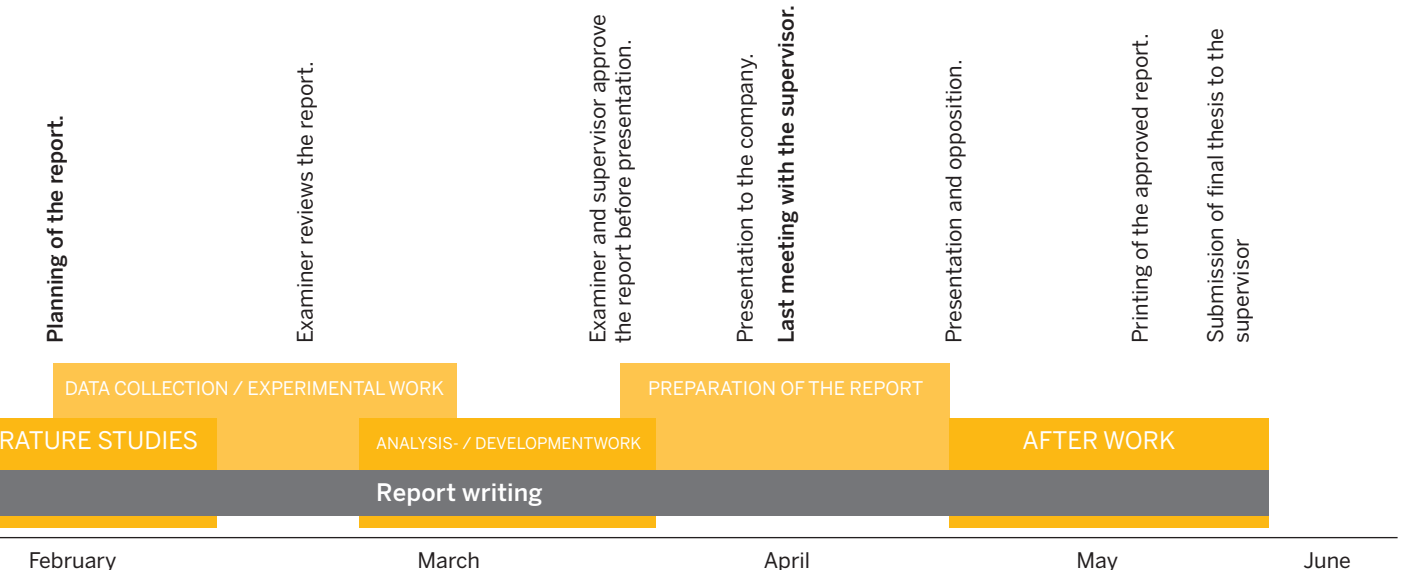 Planning of the report.
Examiner reviews the report.
Examiner and supervisor approve
the report before presentation.
Presentation to the company.
Last meeting with the supervisor.
Presentation and opposition.
Printing of the approved report.
Submission of final thesis to the
supervisor
DATA COLLECTION / EXPERIMENTAL WORK
PREPARATION OF THE REPORT
RATURE STUDIES
ANALYSIS- / DEVELOPMENTWORK
AFTER WORK
Report writing
February
March
April
May
June